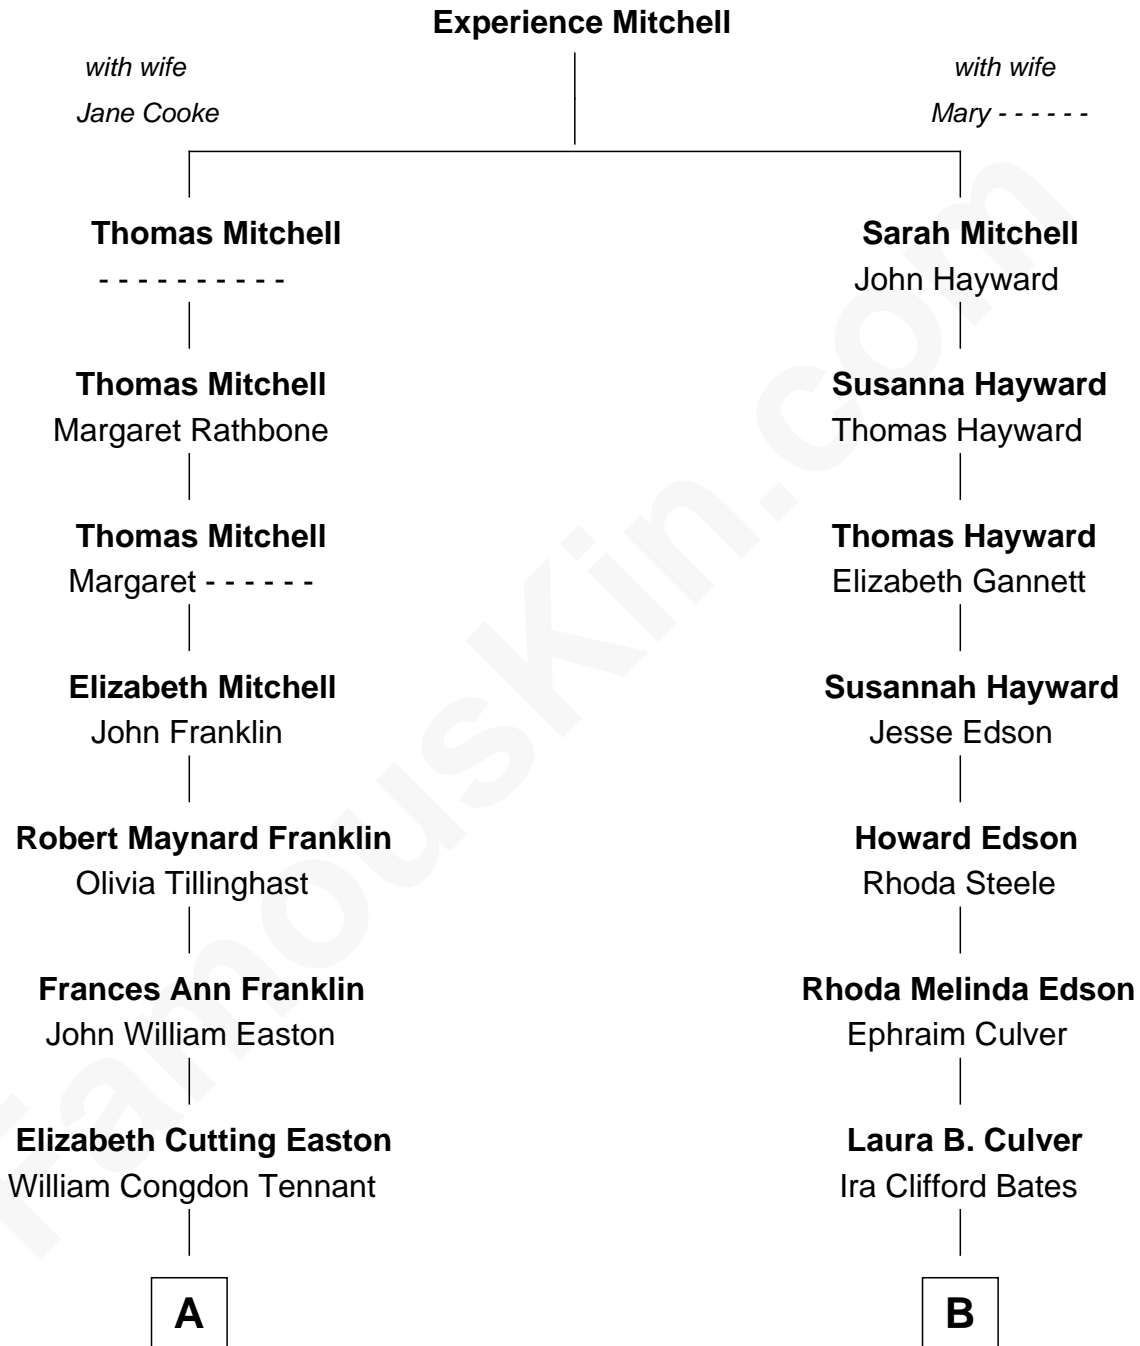 Experience Mitchell
with wife
Jane Cooke
with wife
Mary - - - - - -
Thomas Mitchell
- - - - - - - - - -
Thomas Mitchell
Margaret Rathbone
Thomas Mitchell
Margaret - - - - - -
Elizabeth Mitchell
John Franklin
Robert Maynard Franklin
Olivia Tillinghast
Frances Ann Franklin
John William Easton
Elizabeth Cutting Easton
William Congdon Tennant
A
Sarah Mitchell
John Hayward
Susanna Hayward
Thomas Hayward
Thomas Hayward
Elizabeth Gannett
Susannah Hayward
Jesse Edson
Howard Edson
Rhoda Steele
Rhoda Melinda Edson
Ephraim Culver
Laura B. Culver
Ira Clifford Bates
B
FamousKin.com